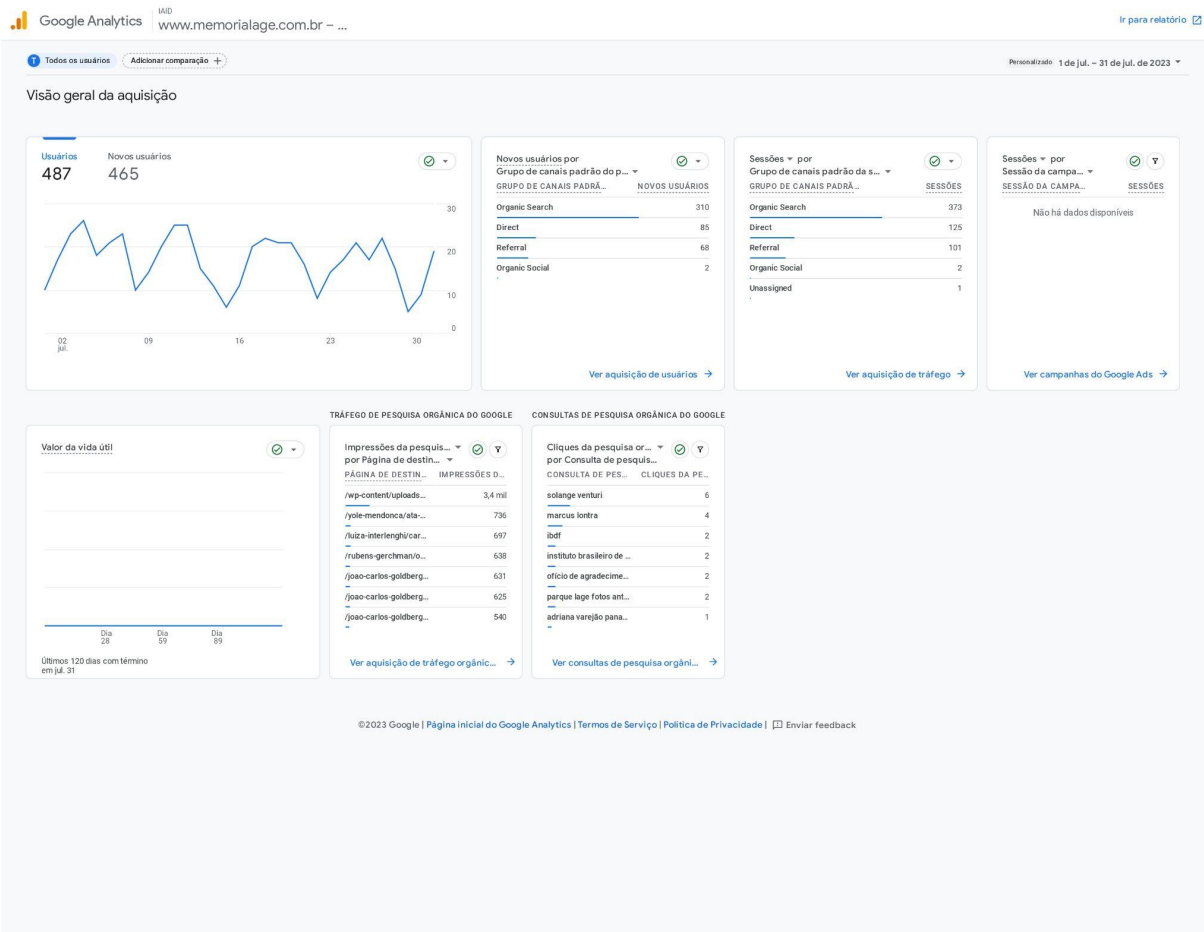 Google Analytics
IAID
www.memorialage.com.br – ...
Ir para relatório
T Todos os usuários
Adicionar comparação +
Personalizado 1 de jul. – 31 de jul. de 2023
Visão geral da aquisição
Usuários
487
Novos usuários
465
30
20
10
0
02
jul.
09
16
23
30
Novos usuários por
Grupo de canais padrão do p...
GRUPO DE CANAIS PADRÃ... NOVOS USUÁRIOS
Organic Search 310
Direct 85
Referral 68
Organic Social 2
Ver aquisição de usuários
Sessões por
Grupo de canais padrão da s...
GRUPO DE CANAIS PADRÃ... SESSÕES
Organic Search 373
Direct 125
Referral 101
Organic Social 2
Unassigned 1
Ver aquisição de tráfego
Sessões por
Sessão da campa...
SESSÃO DA CAMPA... SESSÕES
Não há dados disponíveis
Ver campanhas do Google Ads
Valor da vida útil
Dia
28
Dia
59
Dia
89
Últimos 120 dias com término
em jul. 31
TRÁFEGO DE PESQUISA ORGÂNICA DO GOOGLE
Impressões da pesquis...
por Página de destin...
PÁGINA DE DESTIN... IMPRESSÕES D...
/wp-content/uploads... 3,4 mil
/yole-mendonca/ata-... 736
/luiza-interlenghi/car... 697
/rubens-gerchman/o... 638
/joao-carlos-goldberg... 631
/joao-carlos-goldberg... 625
/joao-carlos-goldberg... 540
Ver aquisição de tráfego orgânic...
CONSULTAS DE PESQUISA ORGÂNICA DO GOOGLE
Cliques da pesquisa or...
por Consulta de pesquis...
CONSULTA DE PES... CLIQUES DA PE...
solange venturi 6
marcus lontra 4
ibdf 2
instituto brasileiro de ... 2
ofício de agradecime... 2
parque lage fotos ant... 2
adriana varejão pana... 1
Ver consultas de pesquisa orgâni...
©2023 Google | Página inicial do Google Analytics | Termos de Serviço | Política de Privacidade | Enviar feedback